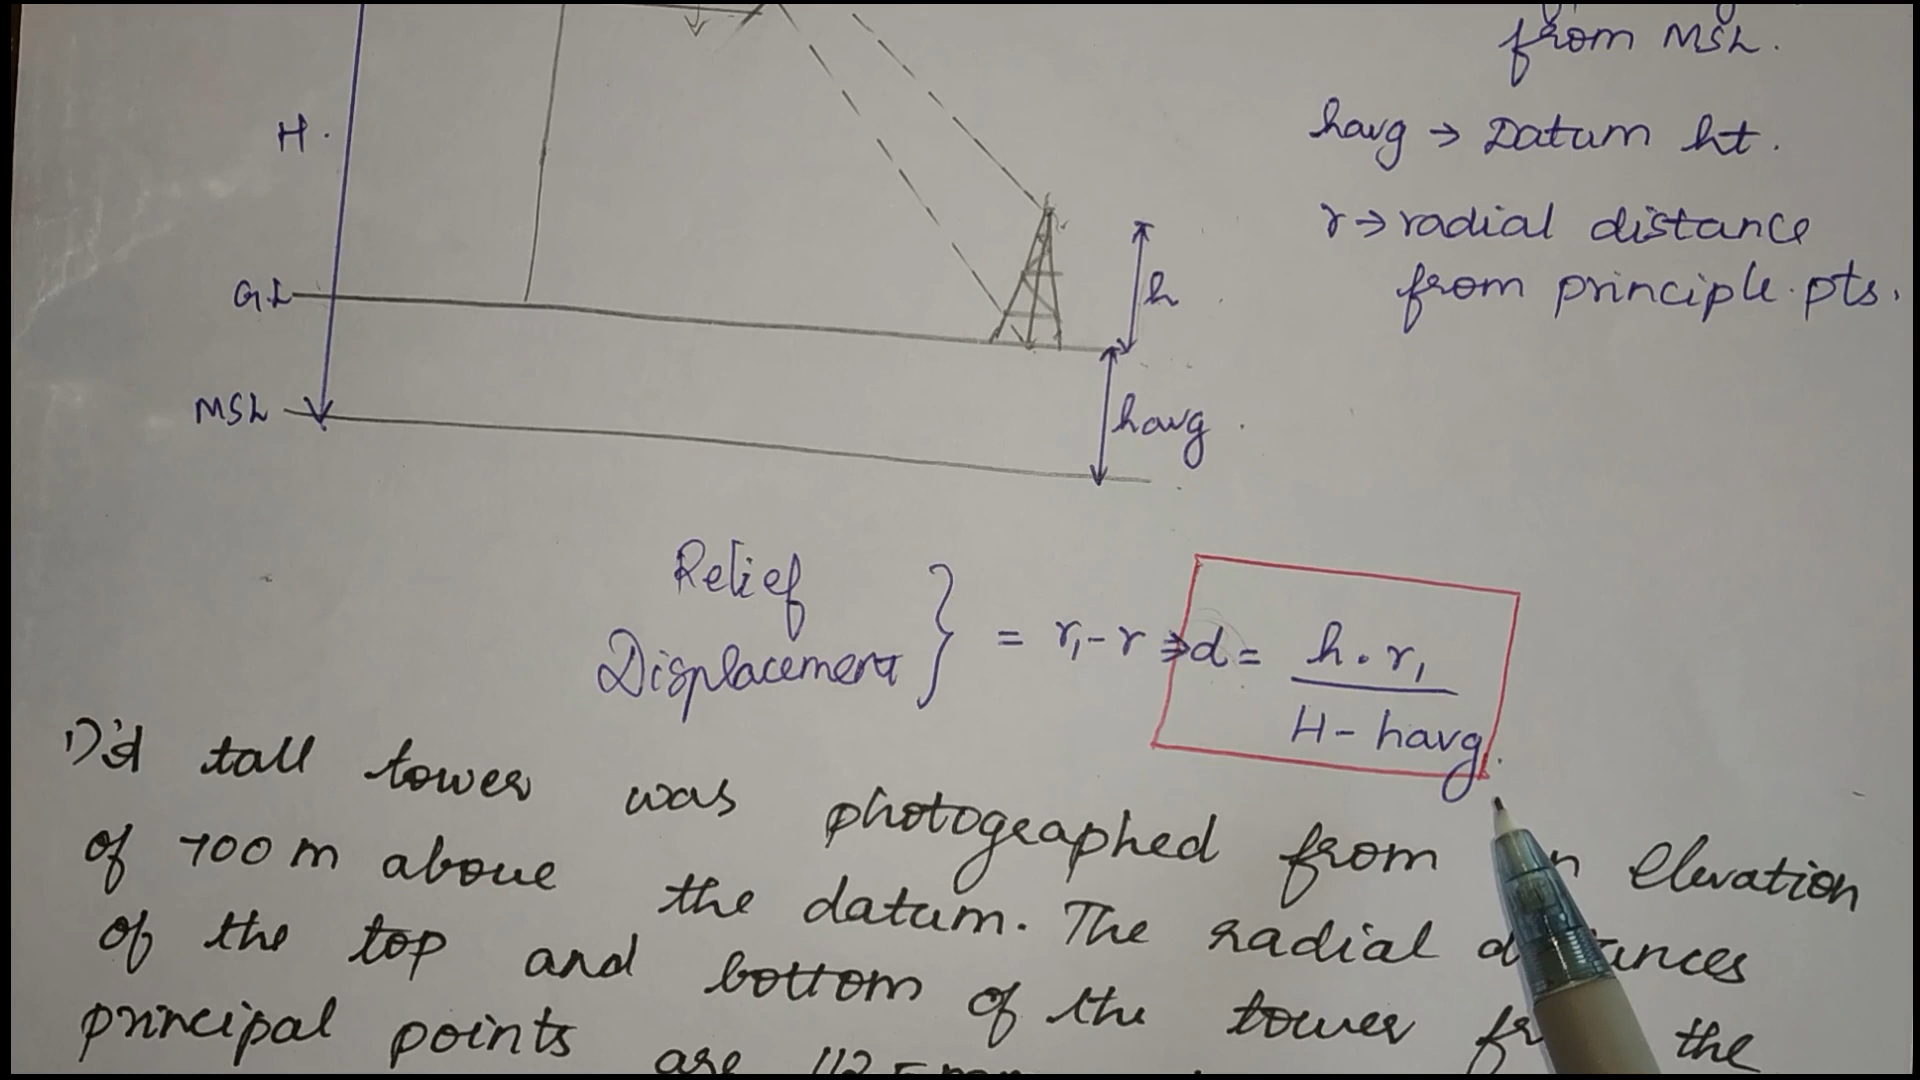 from MSL.
havg → Datum ht.
r → radial distance
from principle pts.
H.
GL
h
MSL
havg
Relief
Displacement } = r₁ - r ⇒ d = h . r₁
H - havg.
tall tower was photographed from elevation
of 700 m above the datum. The radial
of the top and bottom of the tower the
principal points are